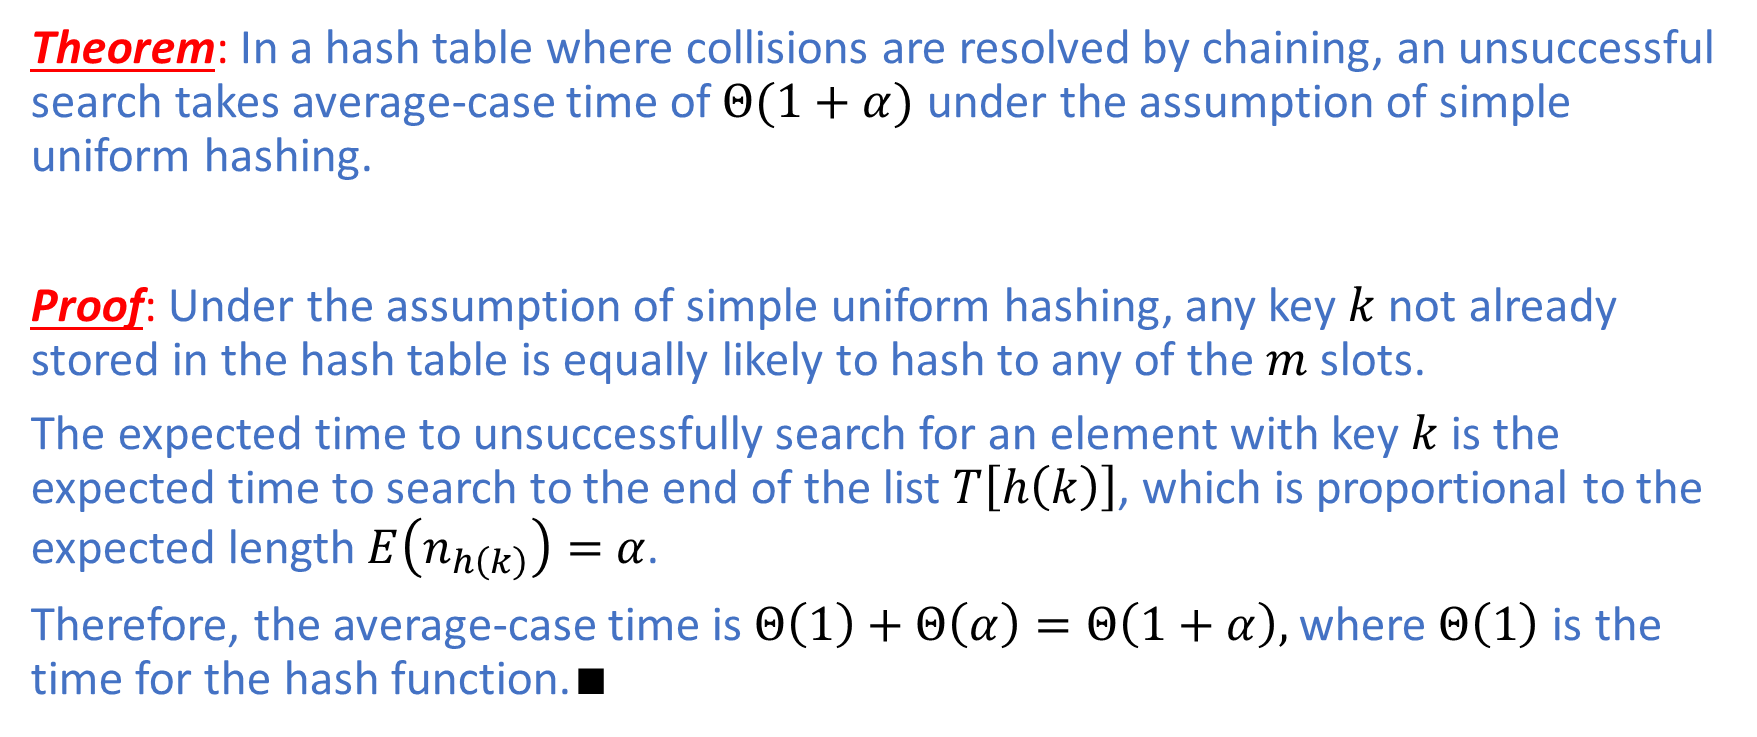 Theorem: In a hash table where collisions are resolved by chaining, an unsuccessful
search takes average-case time of Θ(1 + α) under the assumption of simple
uniform hashing.
Proof: Under the assumption of simple uniform hashing, any key k not already
stored in the hash table is equally likely to hash to any of the m slots.
The expected time to unsuccessfully search for an element with key k is the
expected time to search to the end of the list T[h(k)], which is proportional to the
expected length E(n_{h(k)}) = α.
Therefore, the average-case time is Θ(1) + Θ(α) = Θ(1 + α), where Θ(1) is the
time for the hash function. ■